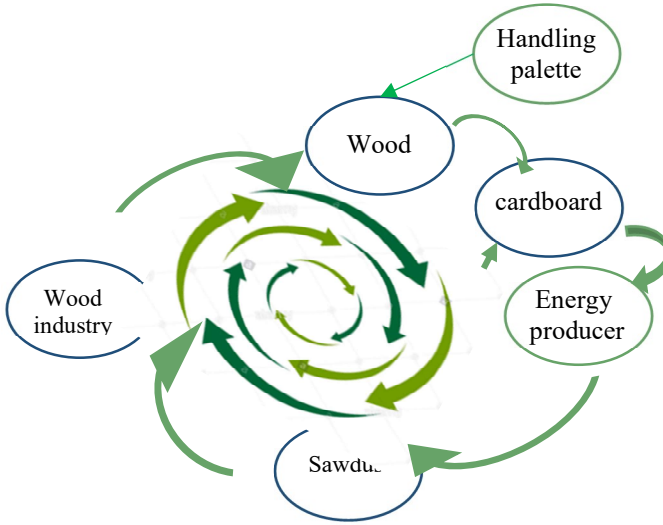 Handling
palette
Wood
cardboard
Energy
producer
Wood
industry